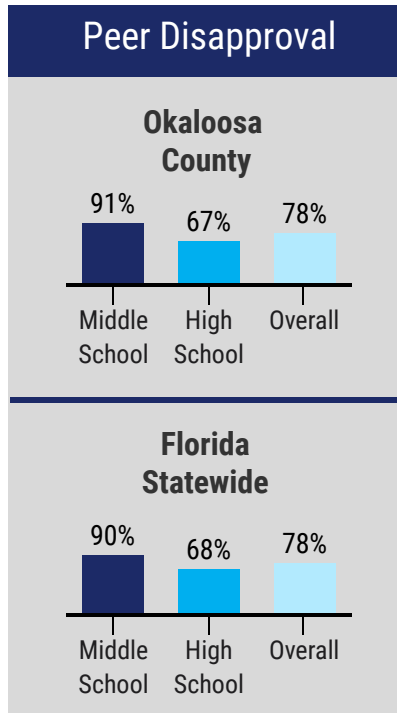 Peer Disapproval
Okaloosa
County
91%
67%
78%
Middle
School
High
School
Overall
Florida
Statewide
90%
68%
78%
Middle
School
High
School
Overall